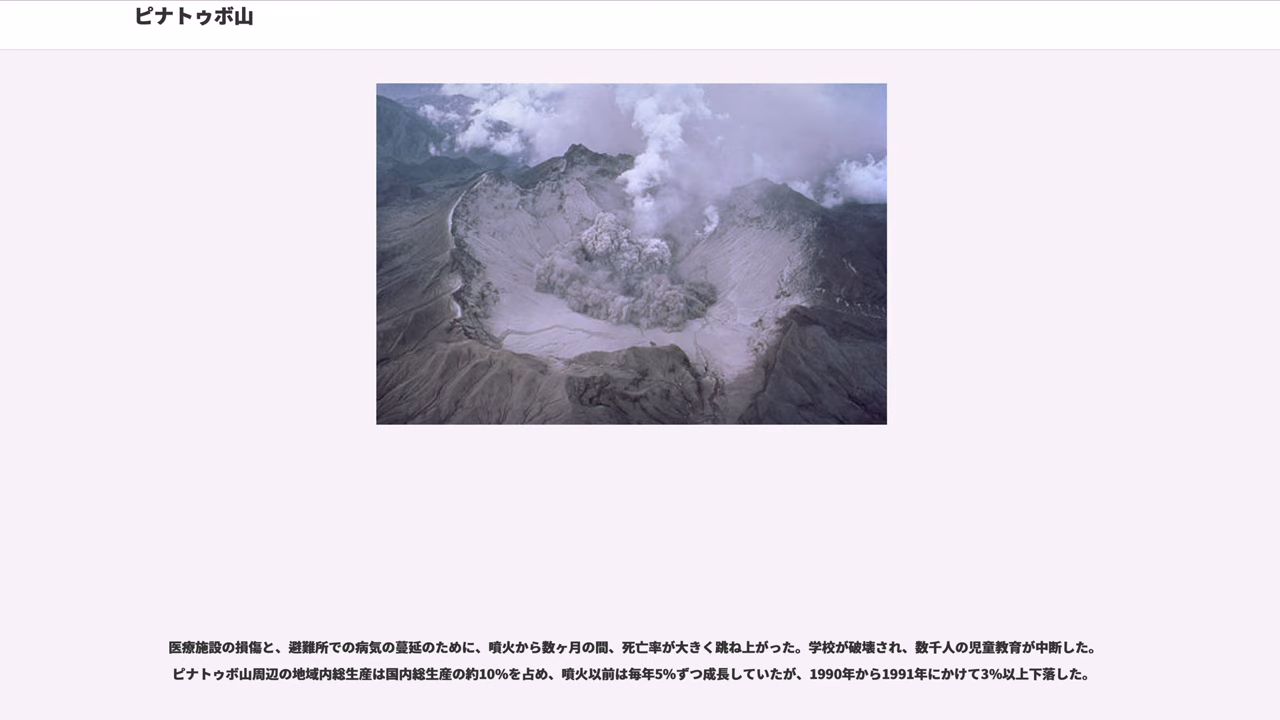 ピナトゥボ山
医療施設の損傷と、避難所での病気の蔓延のために、噴火から数ヶ月の間、死亡率が大きく跳ね上がった。学校が破壊され、数千人の児童教育が中断した。
ピナトゥボ山周辺の地域内総生産は国内総生産の約10%を占め、噴火以前は毎年5%ずつ成長していたが、1990年から1991年にかけて3%以上下落した。